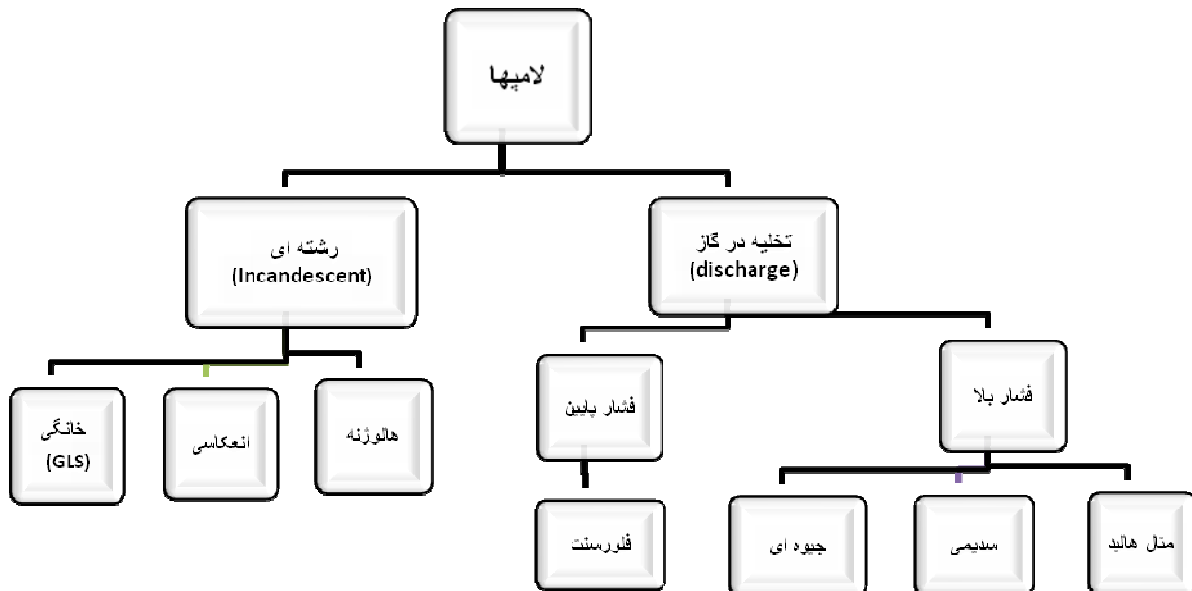 لامپها
رشته ای
(Incandescent)
تخلیه در گاز
(discharge)
خانگی
(GLS)
انعکاسی
هالوژنه
فشار پایین
فشار بالا
فلورسنت
جیوه ای
سدیمی
متال هالید